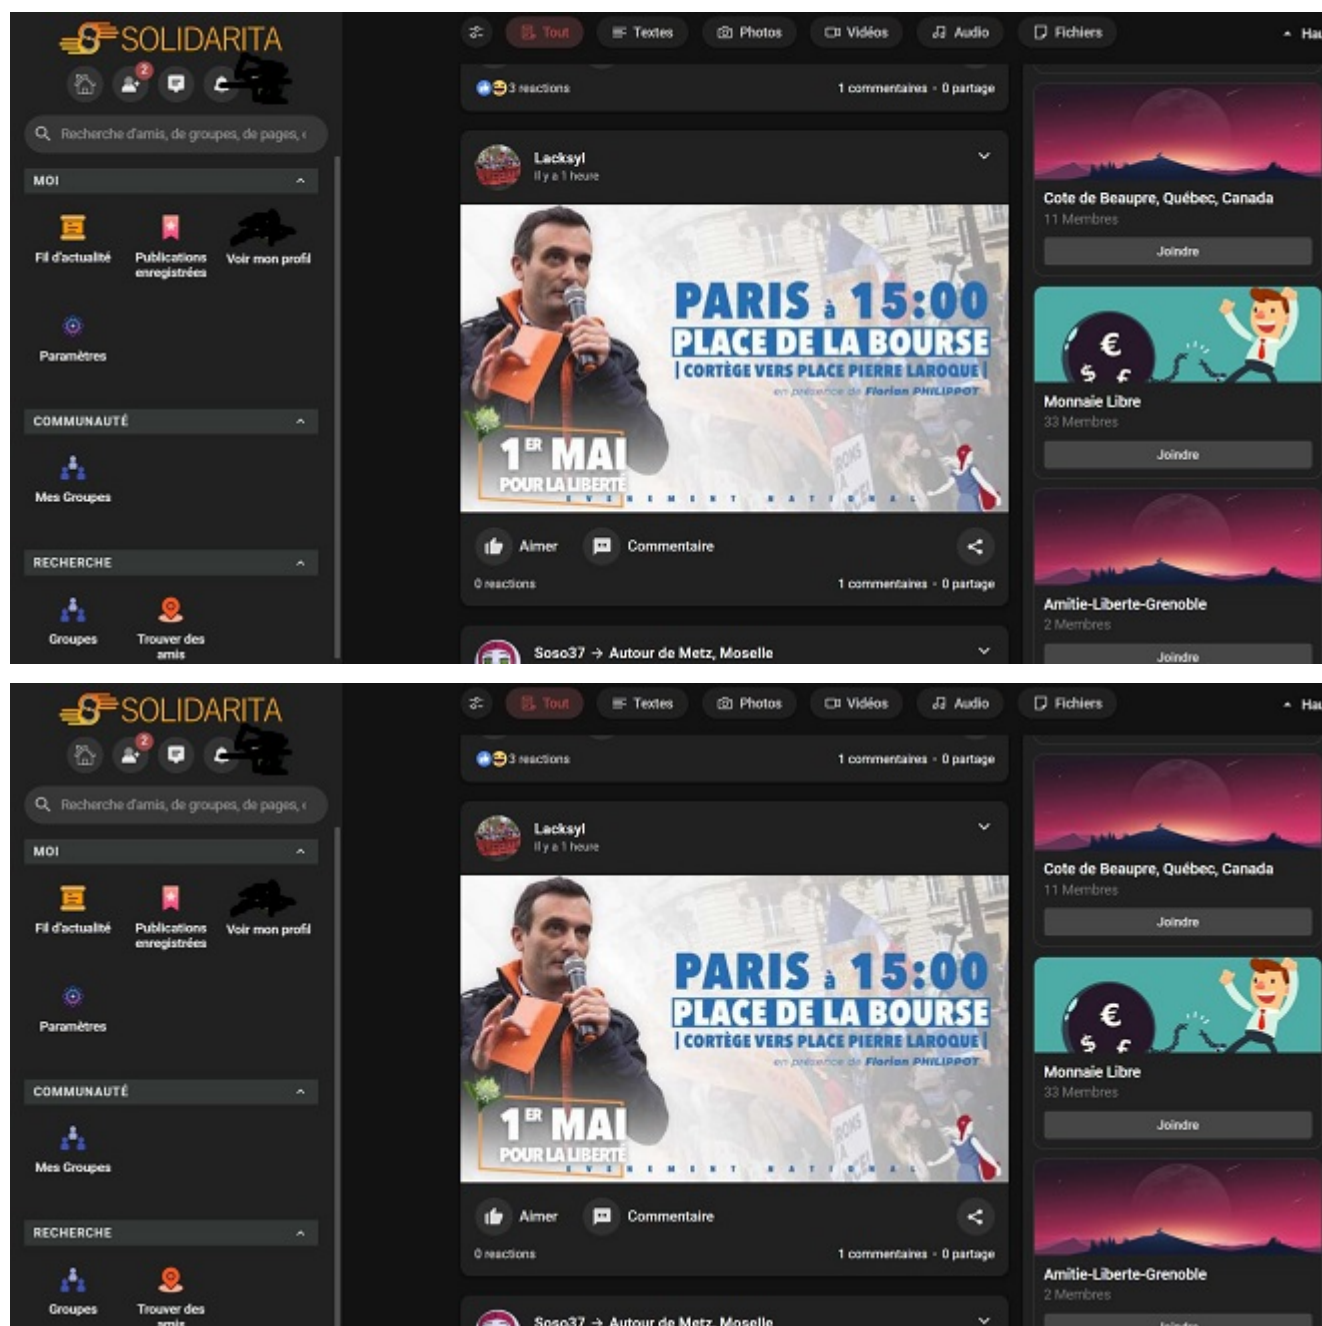 SOLIDARITA
2
Recherche d'amis, de groupes, de pages, e
MOI
Fil d'actualité
Publications
enregistrées
Voir mon profil
Paramètres
COMMUNAUTÉ
Mes Groupes
RECHERCHE
Groupes
Trouver des
amis
Tout
Textes
Photos
Vidéos
Audio
Fichiers
Hau
3 reactions
1 commentaires - 0 partage
Lacksyl
Il y a 1 heure
PARIS à 15:00
PLACE DE LA BOURSE
| CORTÈGE VERS PLACE PIERRE LAROQUE |
en présence de Florian PHILIPPOT
1ER MAI
POUR LA LIBERTÉ
EVENEMENT NATIONAL
Aimer
Commentaire
0 reactions
1 commentaires - 0 partage
Soso37 → Autour de Metz, Moselle
Cote de Beaupre, Québec, Canada
11 Membres
Joindre
€
$ £
Monnaie Libre
33 Membres
Joindre
Amitie-Liberte-Grenoble
2 Membres
Joindre
SOLIDARITA
2
Recherche d'amis, de groupes, de pages, e
MOI
Fil d'actualité
Publications
enregistrées
Voir mon profil
Paramètres
COMMUNAUTÉ
Mes Groupes
RECHERCHE
Groupes
Trouver des
amis
Tout
Textes
Photos
Vidéos
Audio
Fichiers
Hau
3 reactions
1 commentaires - 0 partage
Lacksyl
Il y a 1 heure
PARIS à 15:00
PLACE DE LA BOURSE
| CORTÈGE VERS PLACE PIERRE LAROQUE |
en présence de Florian PHILIPPOT
1ER MAI
POUR LA LIBERTÉ
EVENEMENT NATIONAL
Aimer
Commentaire
0 reactions
1 commentaires - 0 partage
Soso37 → Autour de Metz, Moselle
Cote de Beaupre, Québec, Canada
11 Membres
Joindre
€
$ £
Monnaie Libre
33 Membres
Joindre
Amitie-Liberte-Grenoble
2 Membres
Joindre